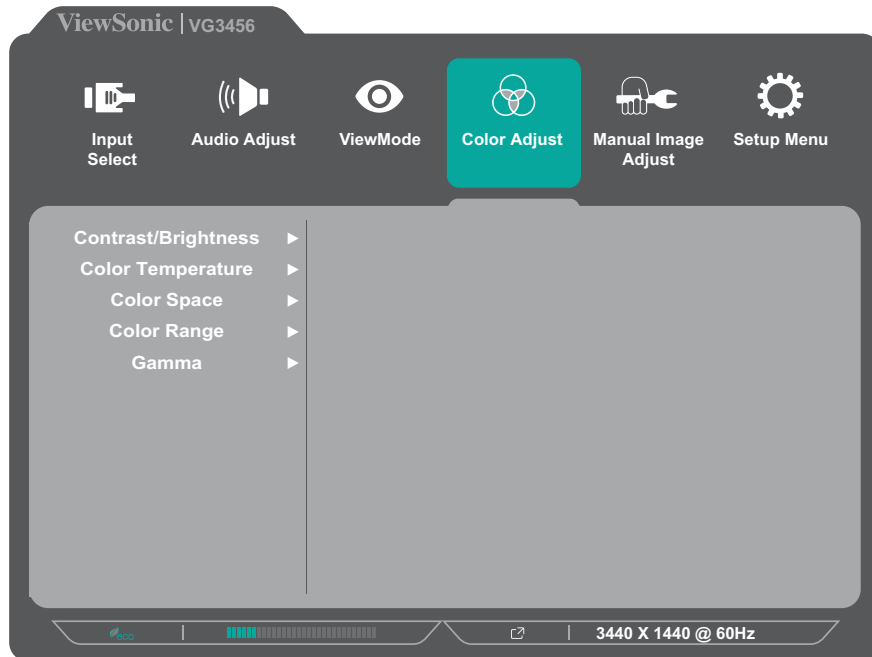 ViewSonic | VG3456
Input
Select
Audio Adjust
ViewMode
Color Adjust
Manual Image
Adjust
Setup Menu
Contrast/Brightness
Color Temperature
Color Space
Color Range
Gamma
eco
3440 X 1440 @ 60Hz